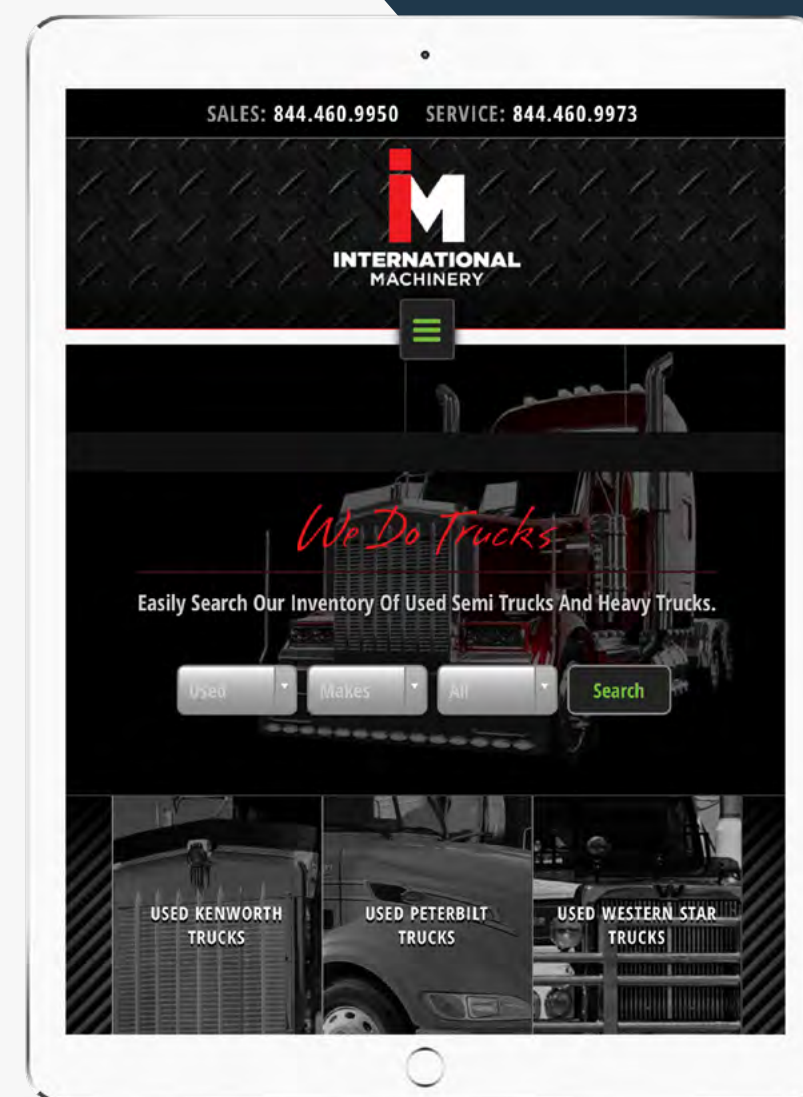 SALES: 844.460.9950 SERVICE: 844.460.9973
iM
INTERNATIONAL
MACHINERY
We Do Trucks
Easily Search Our Inventory Of Used Semi Trucks And Heavy Trucks.
Used Makes All Search
USED KENWORTH TRUCKS
USED PETERBILT TRUCKS
USED WESTERN STAR TRUCKS